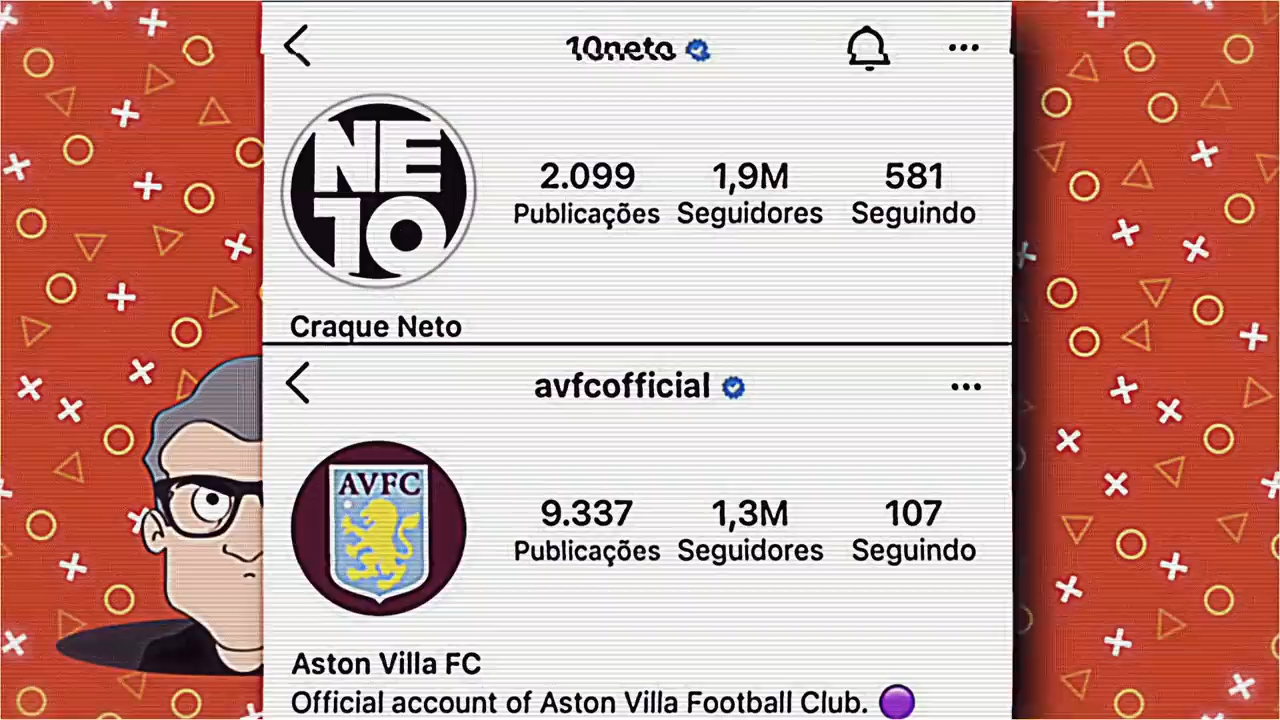 10neto
NE
10
2.099 1,9M 581
Publicações Seguidores Seguindo
Craque Neto
avfcofficial
AVFC
9.337 1,3M 107
Publicações Seguidores Seguindo
Aston Villa FC
Official account of Aston Villa Football Club. 🟣